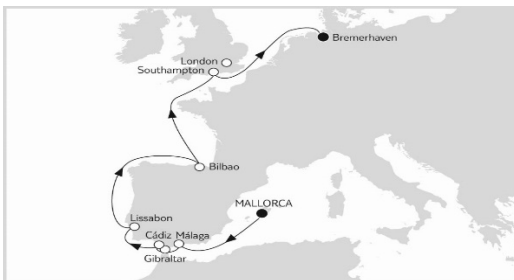 Bremerhaven
London
Southampton
Bilbao
MALLORCA
Lissabon
Cádiz Málaga
Gibraltar